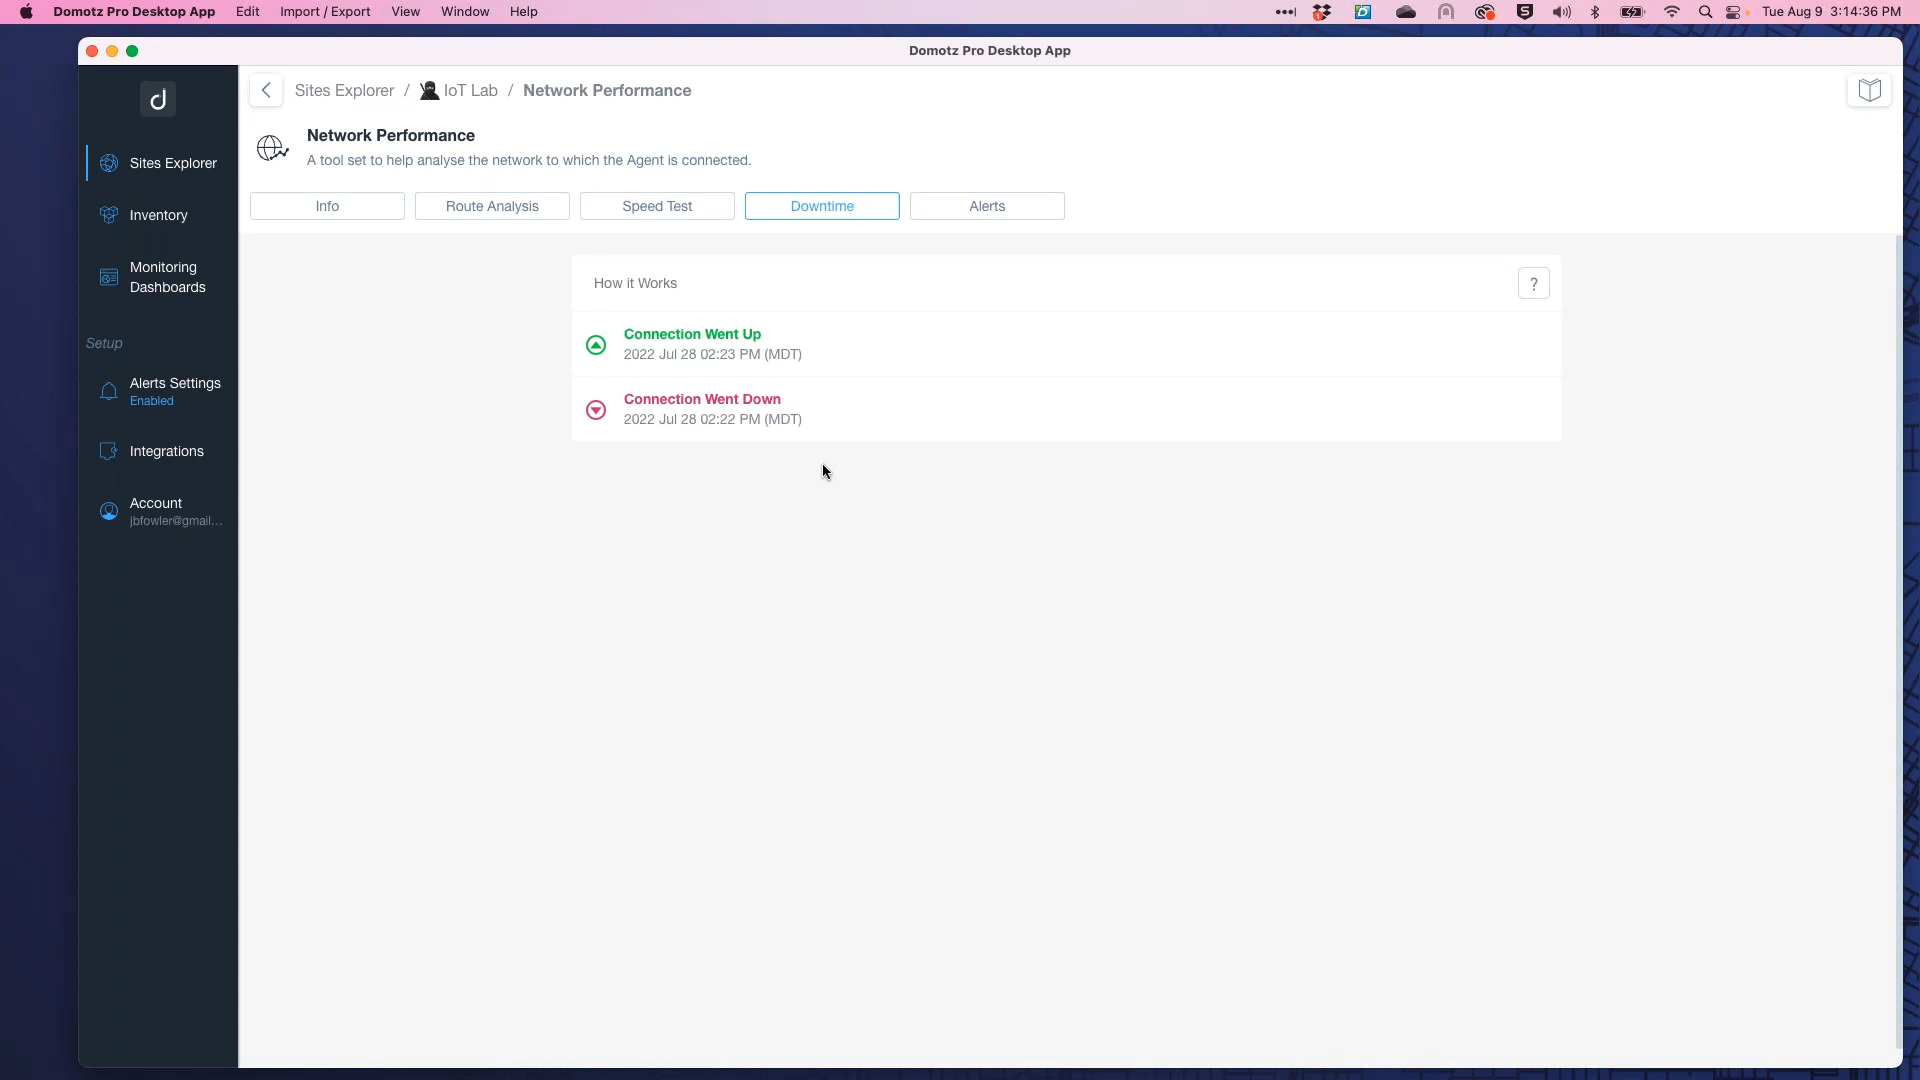 Domotz Pro Desktop App Edit Import / Export View Window Help Tue Aug 9 3:14:36 PM
Domotz Pro Desktop App
Sites Explorer / IoT Lab / Network Performance
Network Performance
A tool set to help analyse the network to which the Agent is connected.
Info Route Analysis Speed Test Downtime Alerts
Sites Explorer
Inventory
Monitoring
Dashboards
Setup
Alerts Settings
Enabled
Integrations
Account
jbfowler@gmail...
How it Works ?
Connection Went Up
2022 Jul 28 02:23 PM (MDT)
Connection Went Down
2022 Jul 28 02:22 PM (MDT)